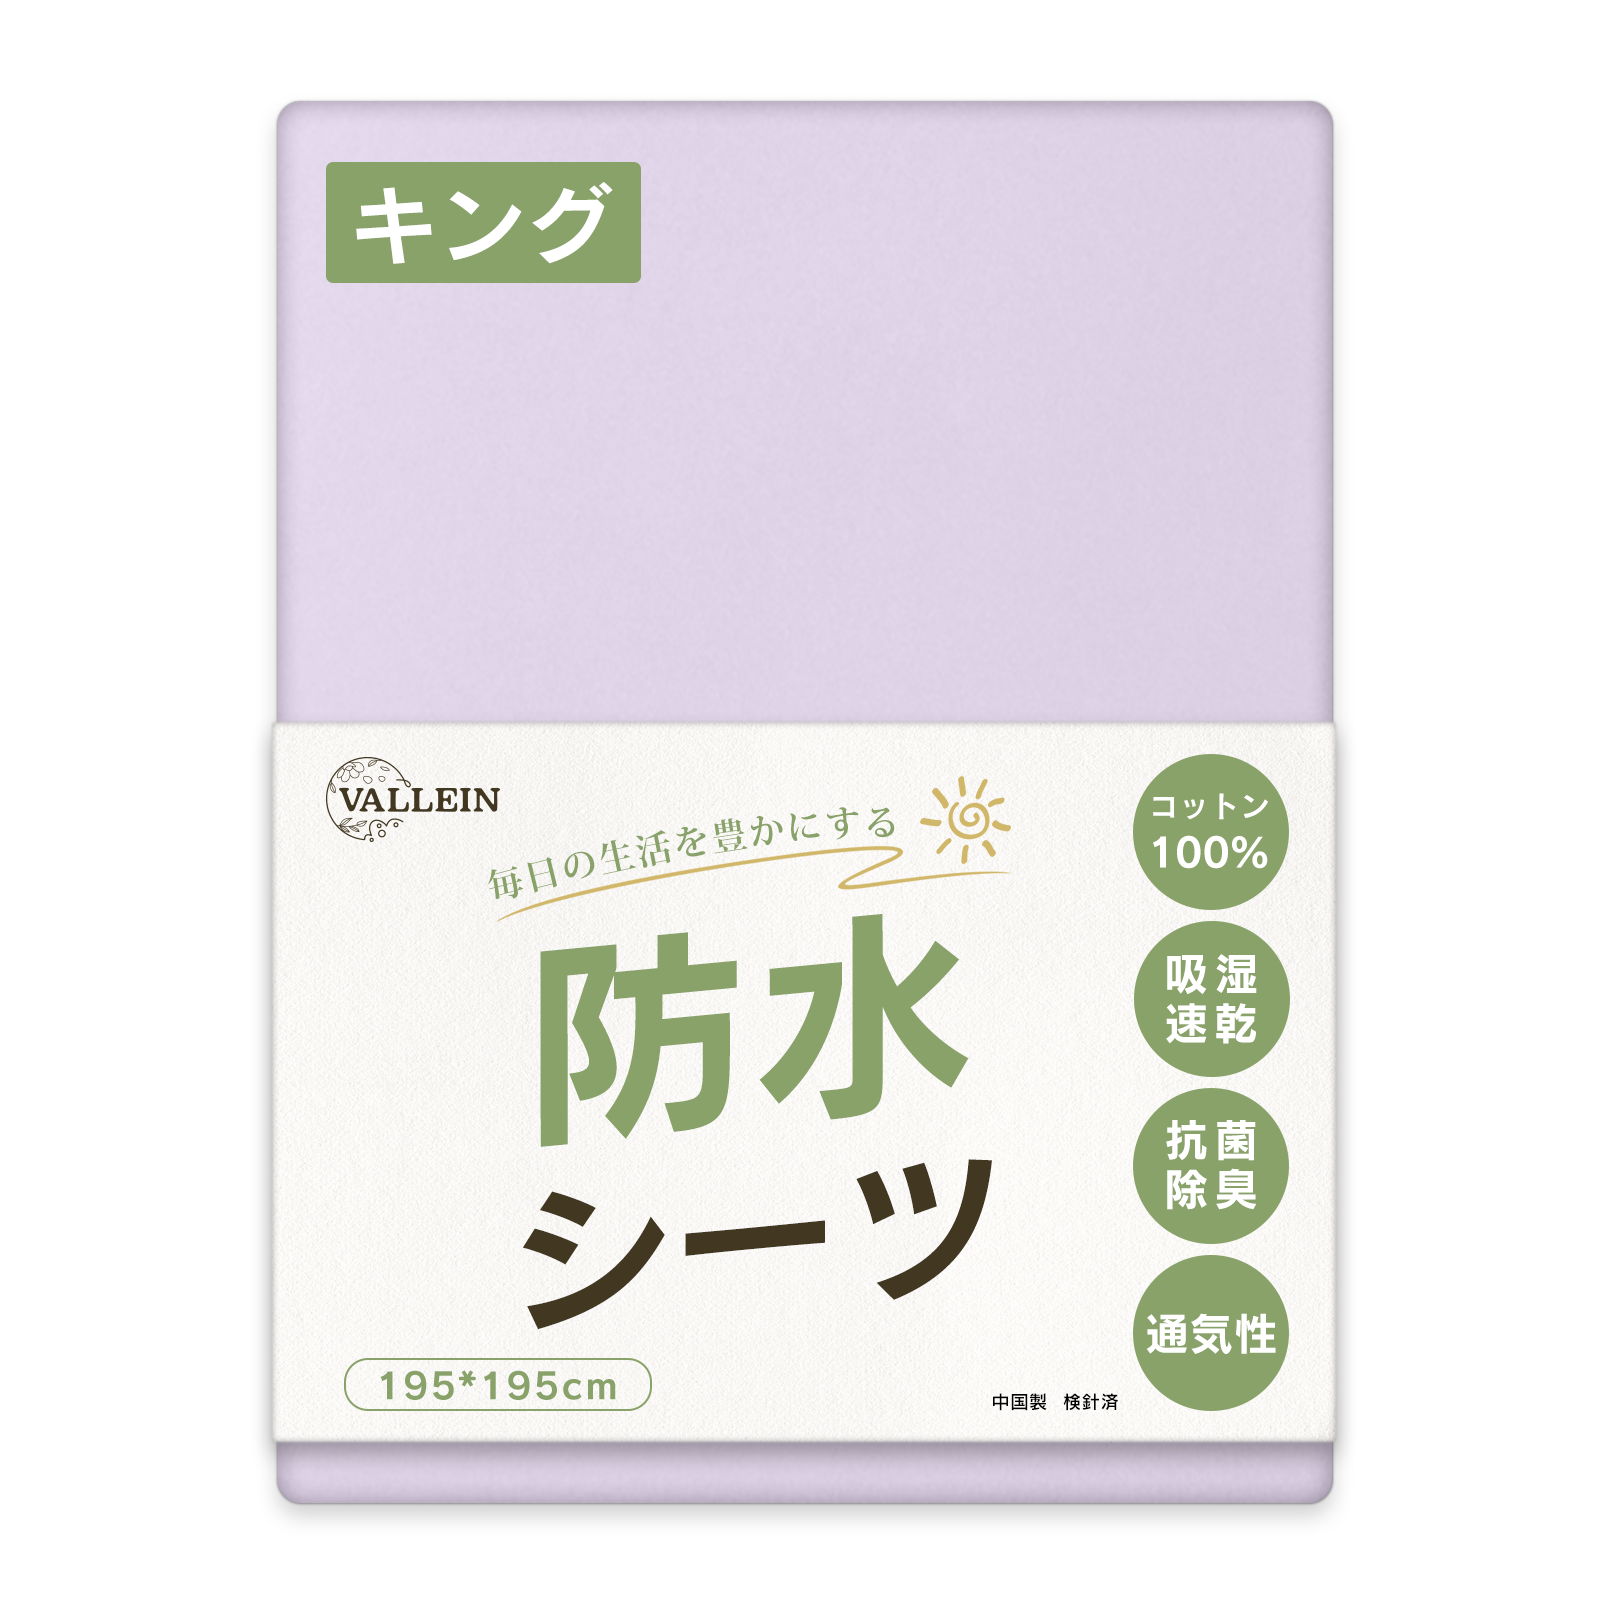 キング
VALLEIN
毎日の生活を豊かにする
防水
シーツ
195*195cm
中国製 検針済
コットン
100%
吸湿
速乾
抗菌
除臭
通気性